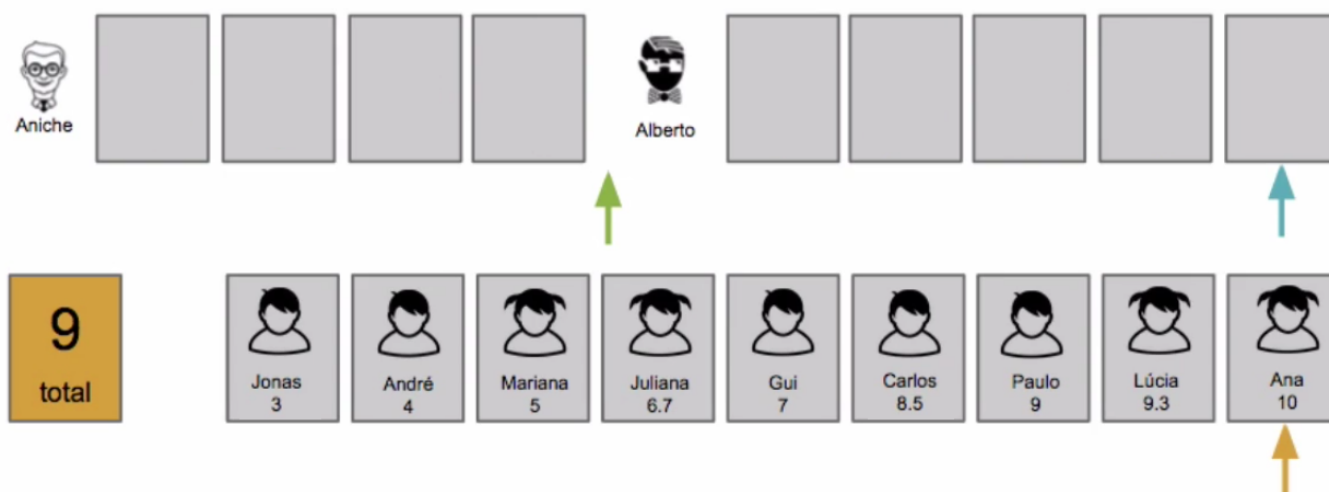 Aniche
Alberto
9
total
Jonas
3
André
4
Mariana
5
Juliana
6.7
Gui
7
Carlos
8.5
Paulo
9
Lúcia
9.3
Ana
10